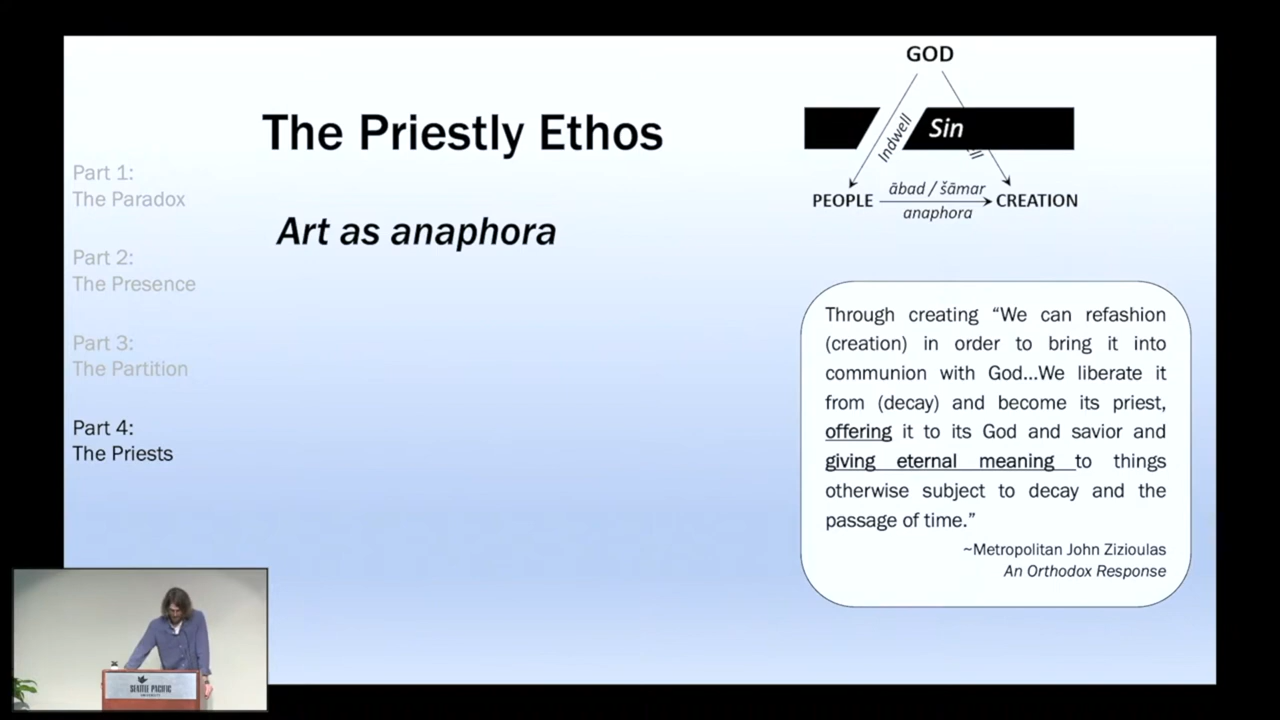 The Priestly Ethos
Art as anaphora
Part 1:
The Paradox
Part 2:
The Presence
Part 3:
The Partition
Part 4:
The Priests
GOD
Sin
Indwell
PEOPLE
ābad / šāmar
anaphora
CREATION
Through creating “We can refashion
(creation) in order to bring it into
communion with God...We liberate it
from (decay) and become its priest,
offering it to its God and savior and
giving eternal meaning to things
otherwise subject to decay and the
passage of time.”
~Metropolitan John Zizioulas
An Orthodox Response
SEATTLE PACIFIC
UNIVERSITY